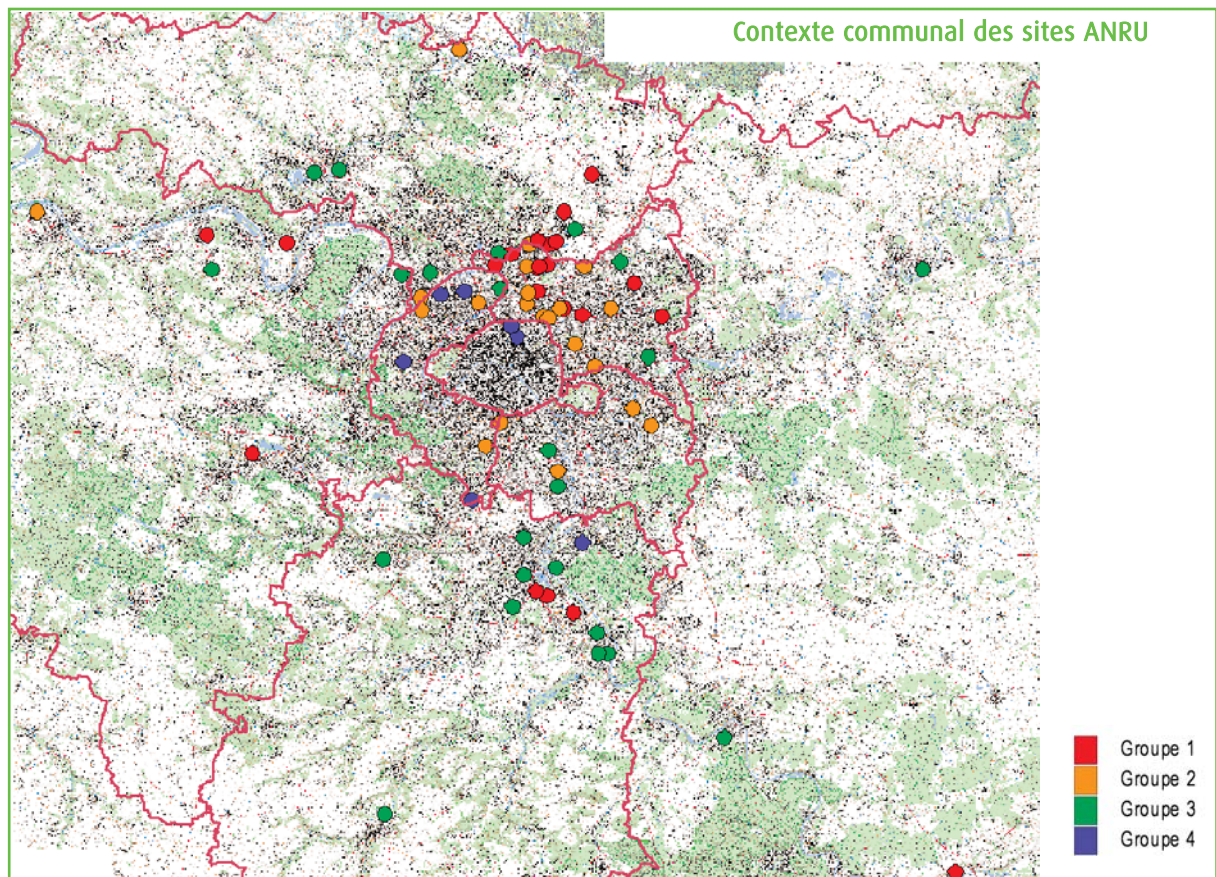 Contexte communal des sites ANRU
Groupe 1
Groupe 2
Groupe 3
Groupe 4